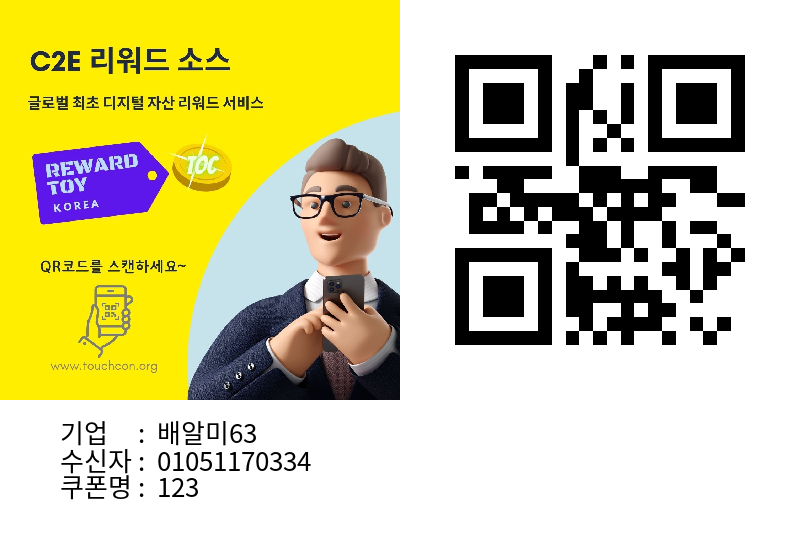 C2E 리워드 소스
글로벌 최초 디지털 자산 리워드 서비스
REWARD
TOY
KOREA
TOC
QR코드를 스캔하세요~
www.touchcon.org
기업 : 배알미63
수신자 : 01051170334
쿠폰명 : 123